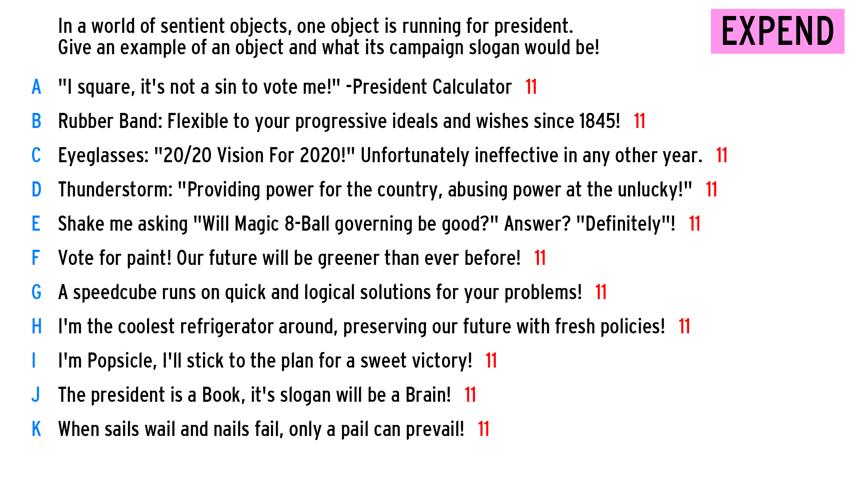 In a world of sentient objects, one object is running for president.
Give an example of an object and what its campaign slogan would be!
EXPEND
A "I square, it's not a sin to vote me!" -President Calculator 11
B Rubber Band: Flexible to your progressive ideals and wishes since 1845! 11
C Eyeglasses: "20/20 Vision For 2020!" Unfortunately ineffective in any other year. 11
D Thunderstorm: "Providing power for the country, abusing power at the unlucky!" 11
E Shake me asking "Will Magic 8-Ball governing be good?" Answer? "Definitely"! 11
F Vote for paint! Our future will be greener than ever before! 11
G A speedcube runs on quick and logical solutions for your problems! 11
H I'm the coolest refrigerator around, preserving our future with fresh policies! 11
I I'm Popsicle, I'll stick to the plan for a sweet victory! 11
J The president is a Book, it's slogan will be a Brain! 11
K When sails wail and nails fail, only a pail can prevail! 11